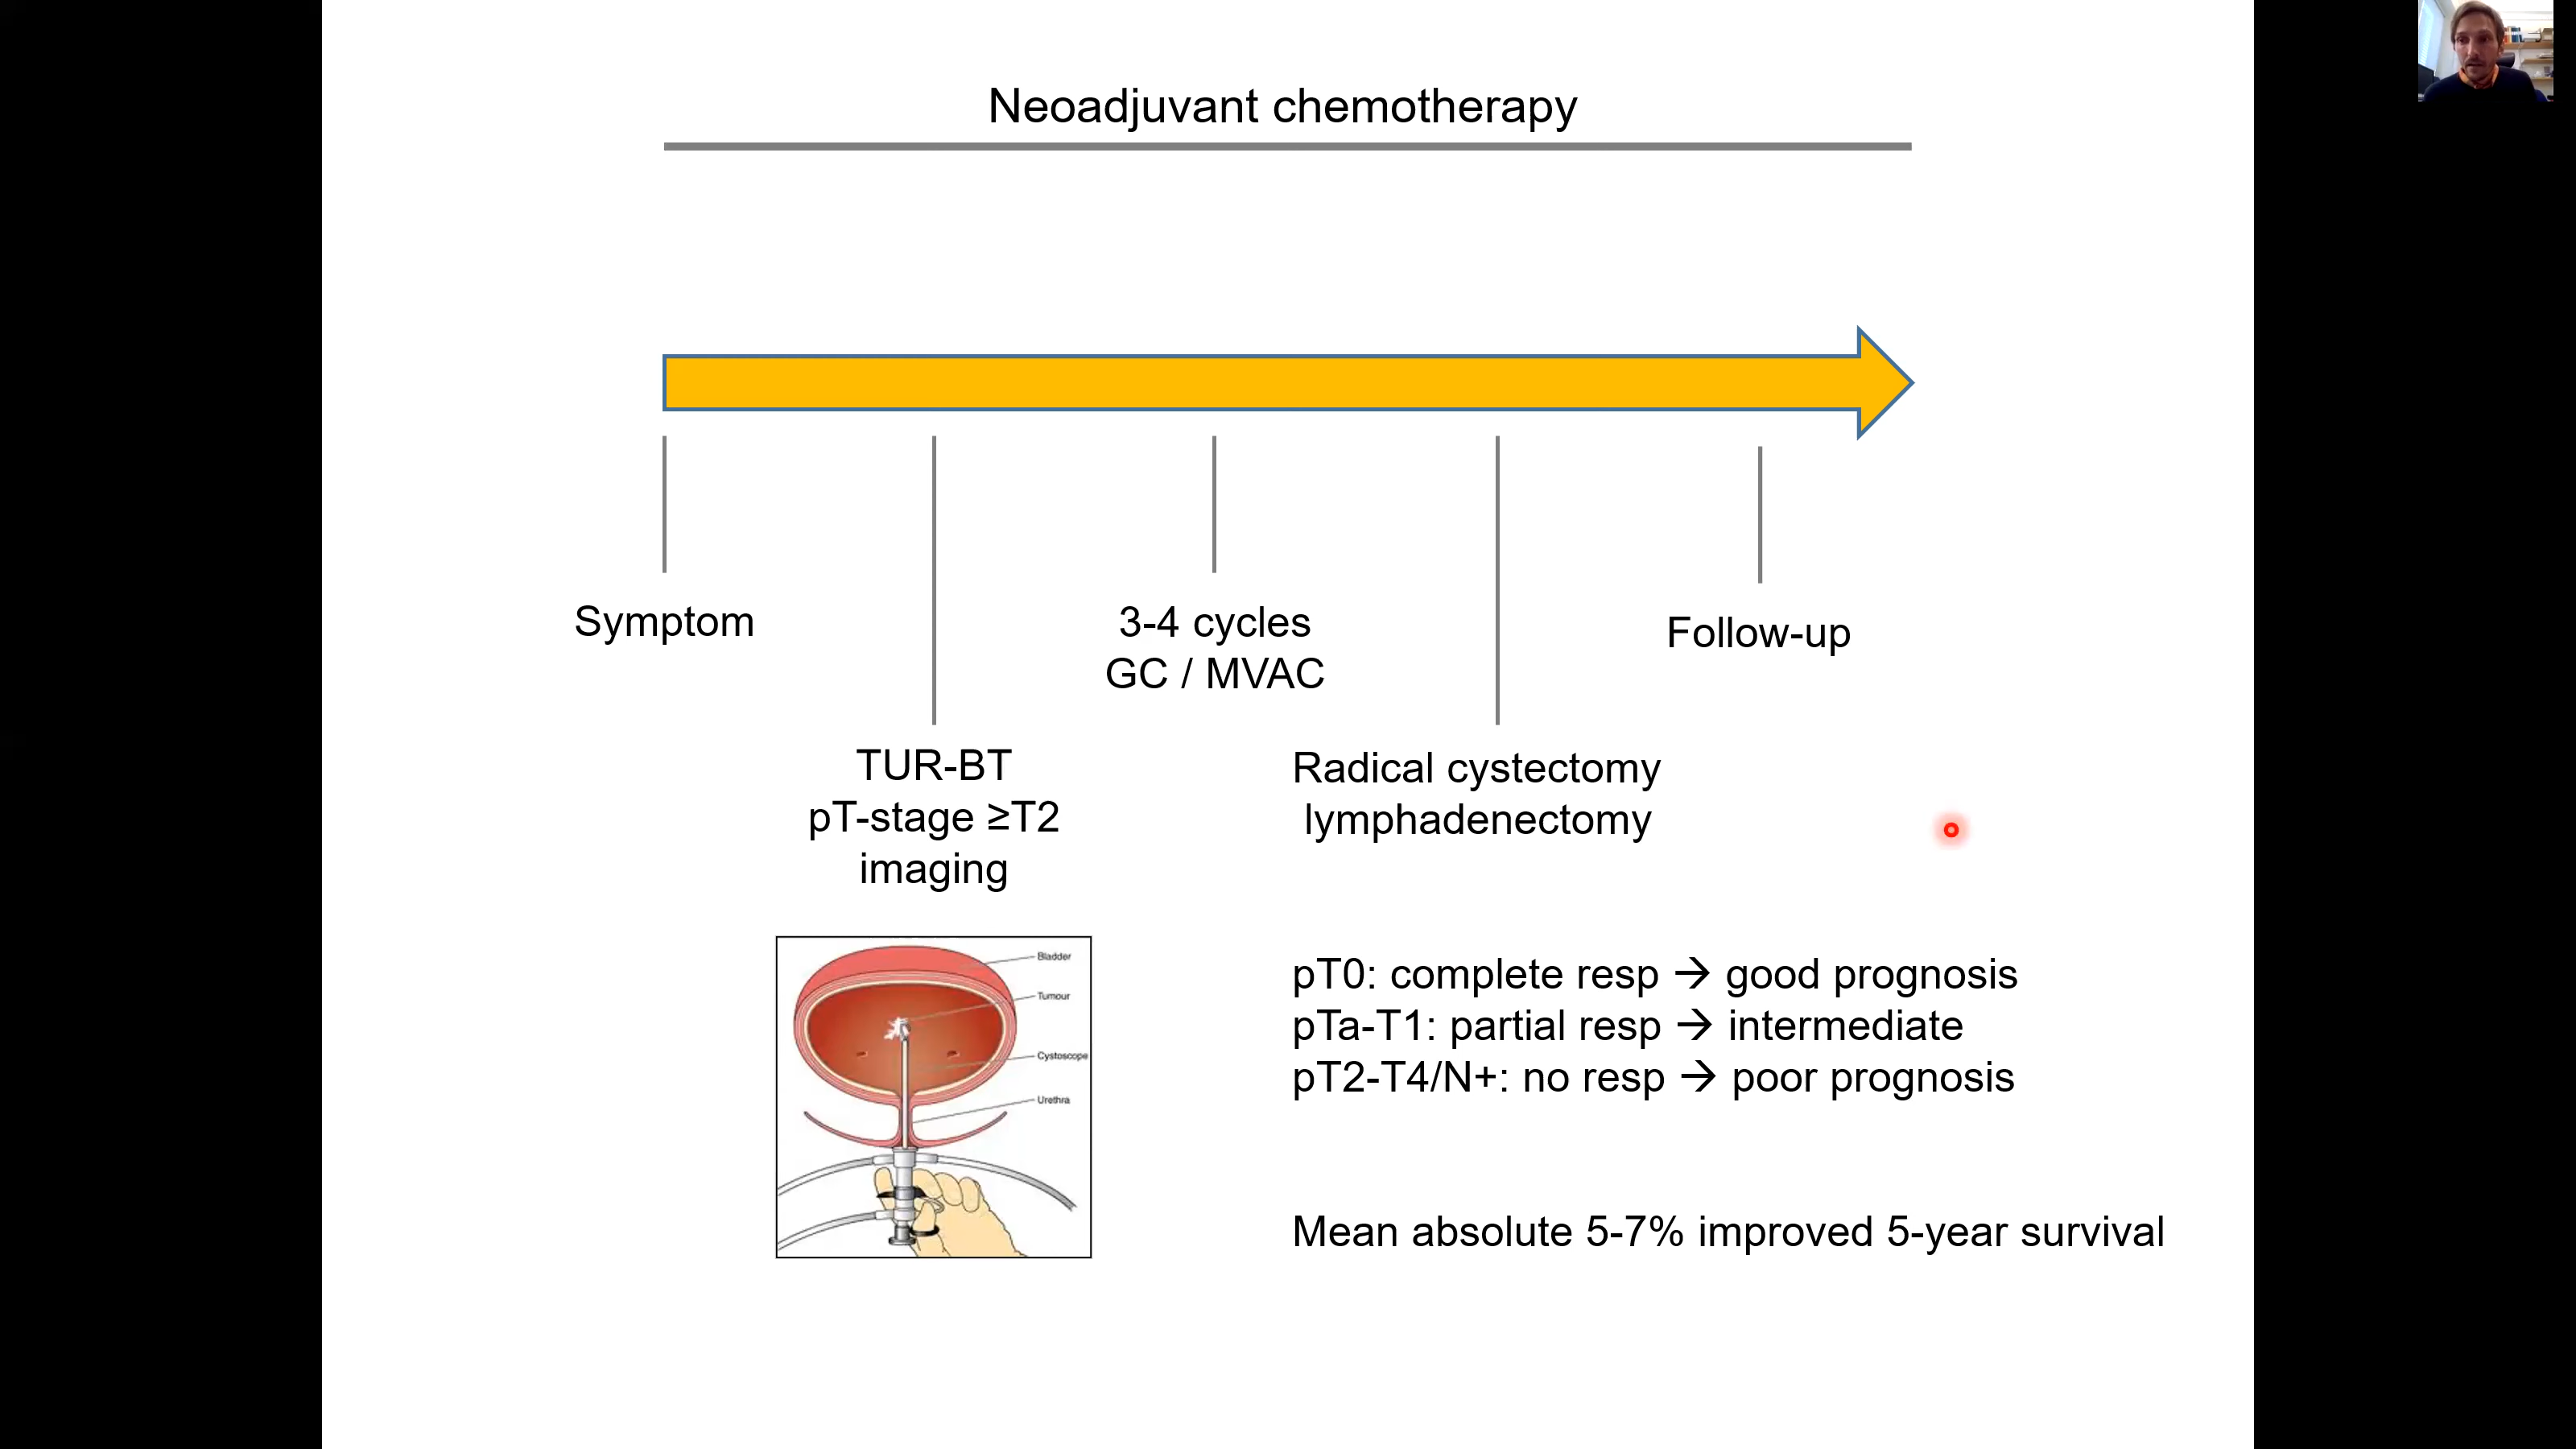 Neoadjuvant chemotherapy
Symptom
3-4 cycles
GC / MVAC
Follow-up
TUR-BT
pT-stage ≥T2
imaging
Radical cystectomy
lymphadenectomy
Bladder
Tumour
Cystoscope
Urethra
pT0: complete resp → good prognosis
pTa-T1: partial resp → intermediate
pT2-T4/N+: no resp → poor prognosis
Mean absolute 5-7% improved 5-year survival